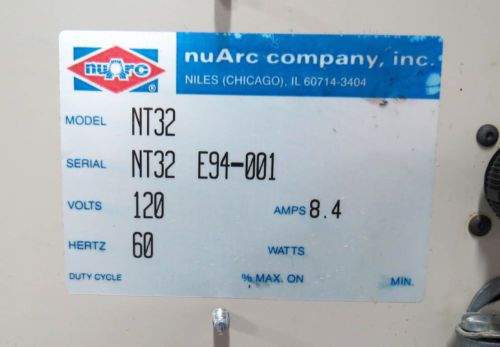 nuArc company, inc.
NILES (CHICAGO), IL 60714-3404
nuArc
®
MODEL NT32
SERIAL NT32 E94-001
VOLTS 120 AMPS 8.4
HERTZ 60 WATTS
DUTY CYCLE % MAX. ON MIN.